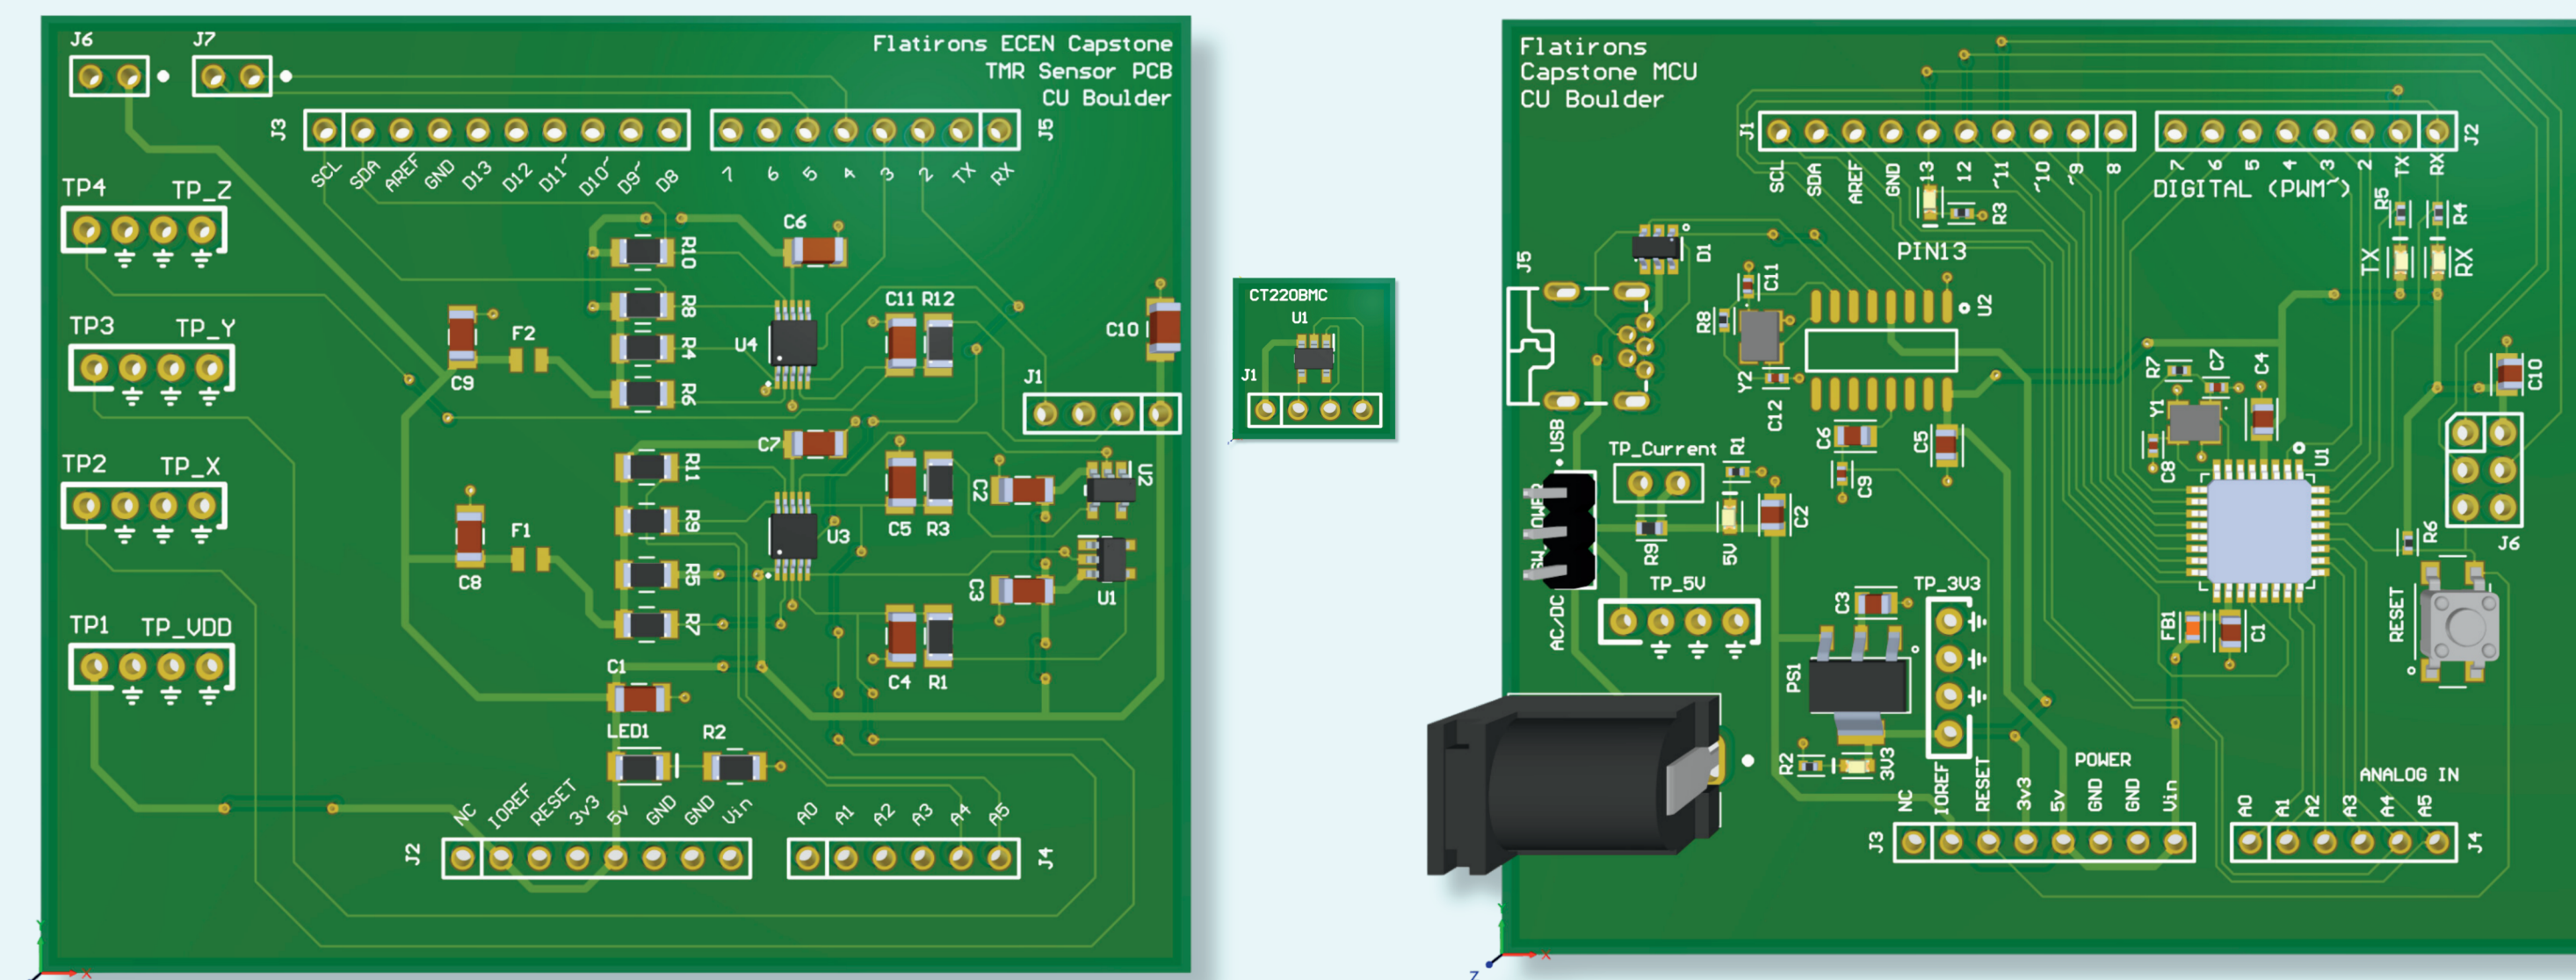 J6
J7
Flatirons ECEN Capstone
TMR Sensor PCB
CU Boulder
J3
J5
SCL
SDA
AREF
GND
D13
D12
D11~
D10~
D9~
D8
7
6
5
4
3
2
TX
RX
TP4
TP_Z
TP3
TP_Y
TP2
TP_X
TP1
TP_VDD
C6
R10
R8
R4
R6
U4
C11
R12
C10
C9
F2
J1
C7
R11
R9
R5
R7
U3
C5
R3
C2
U2
C3
U1
C8
F1
C4
R1
C1
LED1
R2
NC
IOREF
RESET
3v3
5v
GND
GND
Vin
A0
A1
A2
A3
A4
A5
J2
J4
X
CT220BMC
U1
J1
Flatirons
Capstone MCU
CU Boulder
J1
J2
SCL
SDA
AREF
GND
13
12
~11
~10
~9
8
7
6
5
4
3
2
TX
RX
DIGITAL (PWM~)
R3
R5
R4
PIN13
TX
RX
J5
D1
C11
R8
Y2
C12
U2
R7
C7
C4
C10
Y1
C8
U1
J6
USB
TP_Current
R1
C6
C5
C9
R9
5V
C2
R6
AC/DC
TP_5V
C3
TP_3V3
PS1
FB1
C1
RESET
R2
3V3
POWER
ANALOG IN
NC
IOREF
RESET
3v3
5v
GND
GND
Vin
A0
A1
A2
A3
A4
A5
J3
J4
X
Z